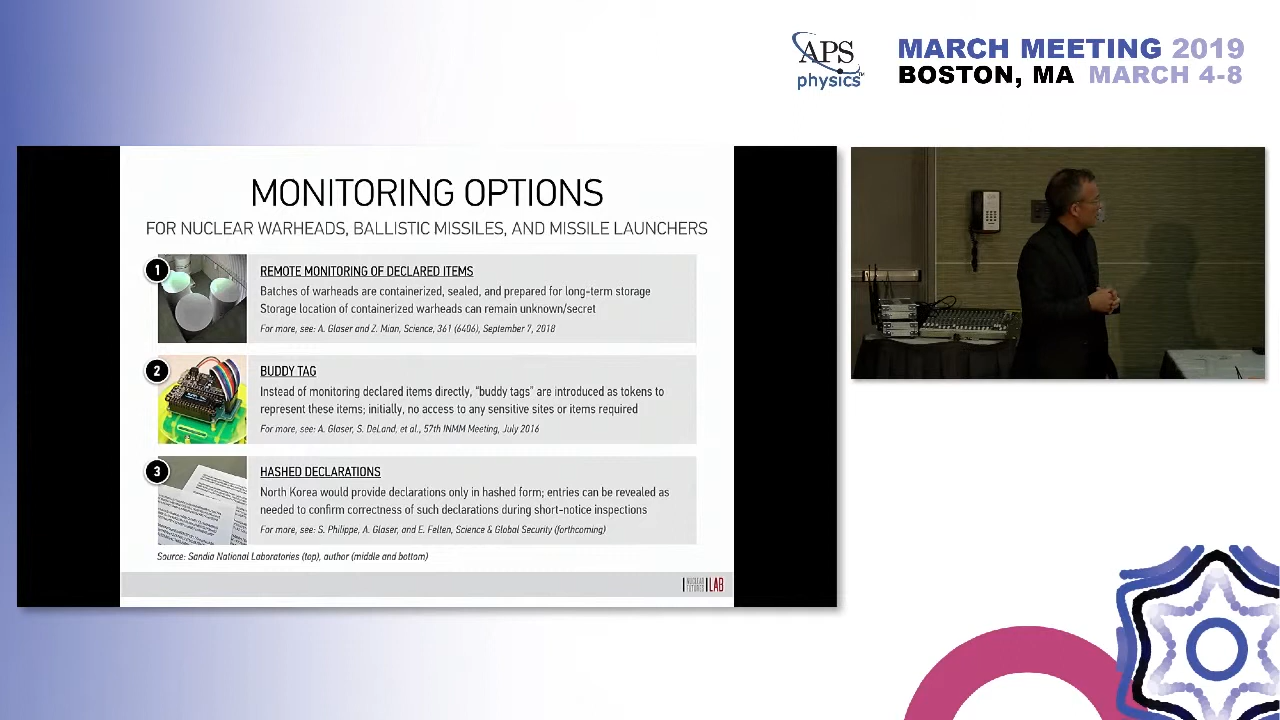 APS
physics
MARCH MEETING 2019
BOSTON, MA MARCH 4-8
MONITORING OPTIONS
FOR NUCLEAR WARHEADS, BALLISTIC MISSILES, AND MISSILE LAUNCHERS
1
REMOTE MONITORING OF DECLARED ITEMS
Batches of warheads are containerized, sealed, and prepared for long-term storage
Storage location of containerized warheads can remain unknown/secret
For more, see: A. Glaser and Z. Mian, Science, 361 (6406), September 7, 2018
2
BUDDY TAG
Instead of monitoring declared items directly, "buddy tags" are introduced as tokens to
represent these items; initially, no access to any sensitive sites or items required
For more, see: A. Glaser, S. DeLand, et al., 57th INMM Meeting, July 2016
3
HASHED DECLARATIONS
North Korea would provide declarations only in hashed form; entries can be revealed as
needed to confirm correctness of such declarations during short-notice inspections
For more, see: S. Philippe, A. Glaser, and E. Felten, Science & Global Security (forthcoming)
Source: Sandia National Laboratories (top), author (middle and bottom)
NUCLEAR
FUTURES LAB